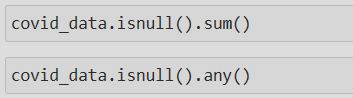 covid_data.isnull().sum()
covid_data.isnull().any()